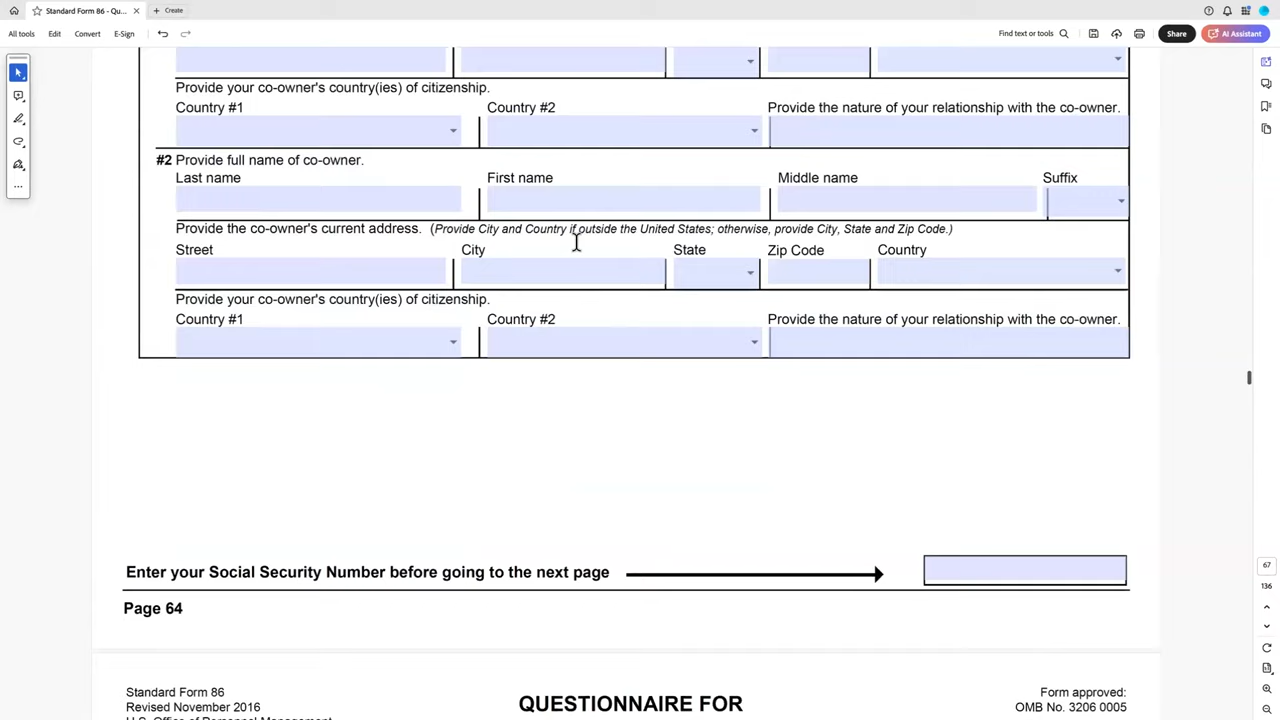 Standard Form 86 - Qu...
Create
All tools
Edit
Convert
E-Sign
Find text or tools
Share
AI Assistant
Provide your co-owner's country(ies) of citizenship.
Country #1
Country #2
Provide the nature of your relationship with the co-owner.
#2 Provide full name of co-owner.
Last name
First name
Middle name
Suffix
Provide the co-owner's current address. (Provide City and Country if outside the United States; otherwise, provide City, State and Zip Code.)
Street
City
State
Zip Code
Country
Provide your co-owner's country(ies) of citizenship.
Country #1
Country #2
Provide the nature of your relationship with the co-owner.
Enter your Social Security Number before going to the next page
Page 64
67
136
Standard Form 86
Revised November 2016
U.S. Office of Personnel Management
QUESTIONNAIRE FOR
Form approved:
OMB No. 3206 0005